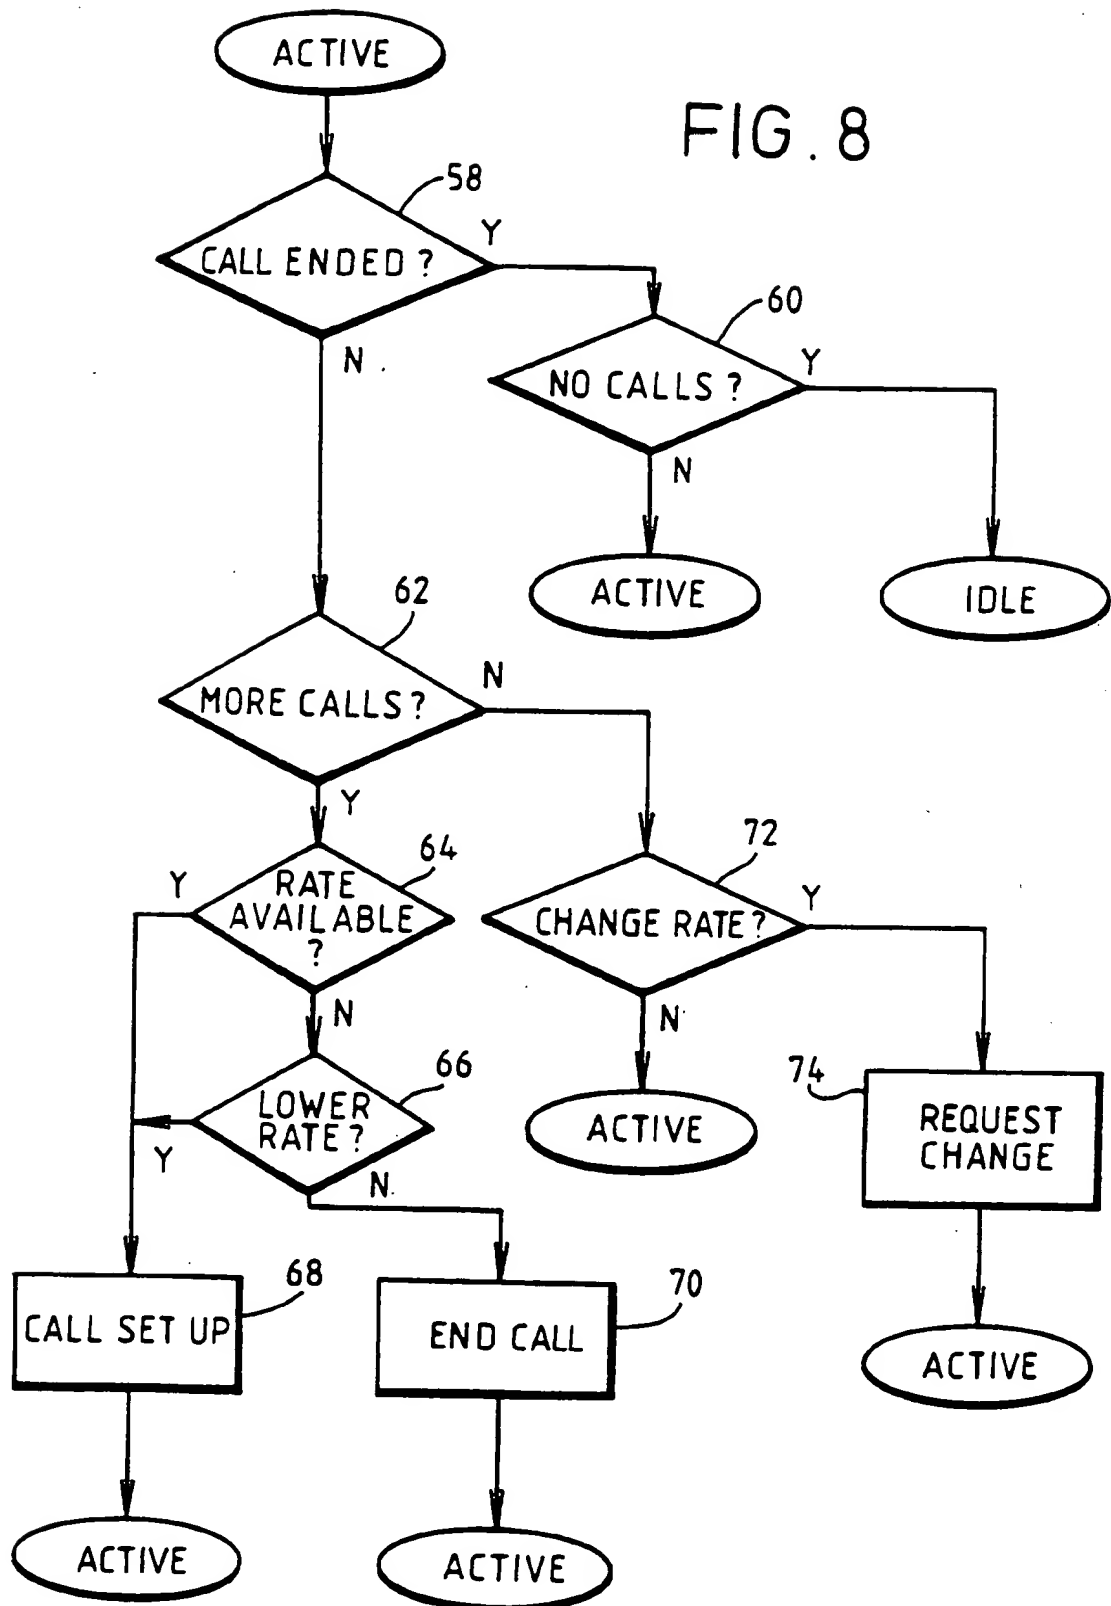 ACTIVE
FIG. 8
58
CALL ENDED ?
Y
N
60
NO CALLS ?
Y
N
ACTIVE
IDLE
62
MORE CALLS ?
N
Y
64
RATE
AVAILABLE
?
Y
N
72
CHANGE RATE ?
Y
N
66
LOWER
RATE ?
Y
N
ACTIVE
74
REQUEST
CHANGE
68
CALL SET UP
70
END CALL
ACTIVE
ACTIVE
ACTIVE